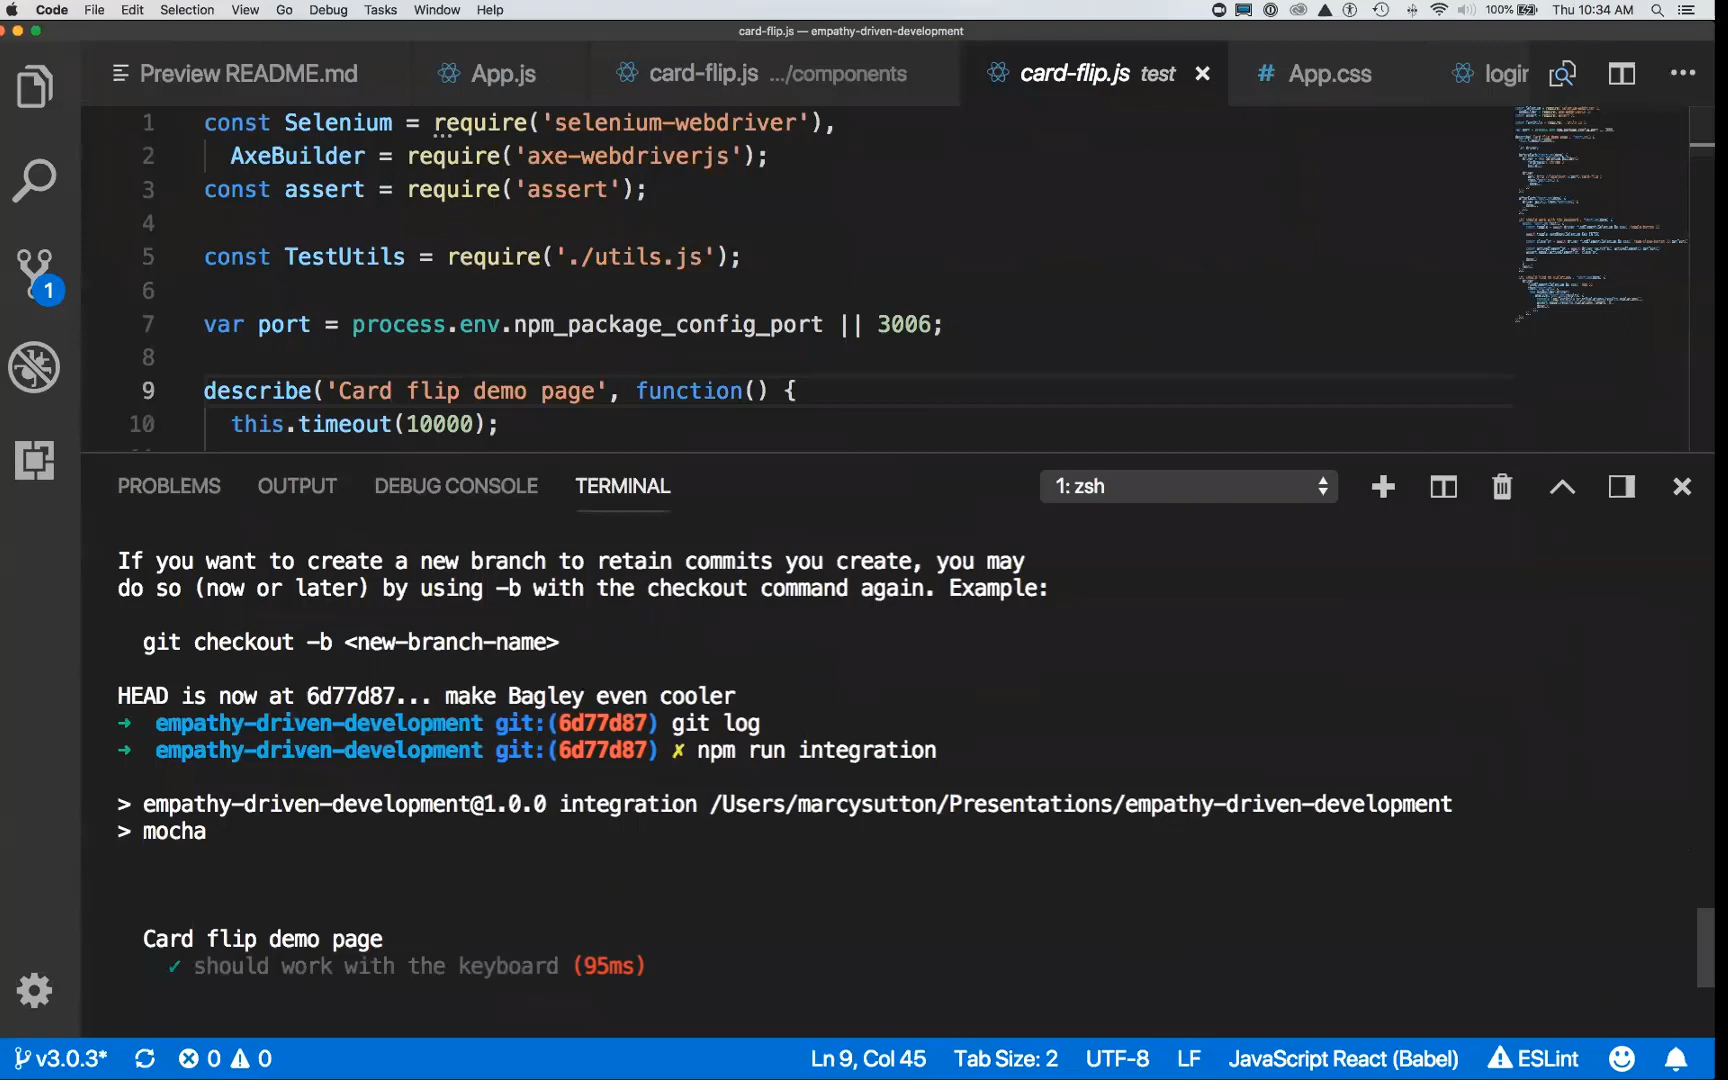 Code File Edit Selection View Go Debug Tasks Window Help 100% Thu 10:34 AM
card-flip.js — empathy-driven-development
Preview README.md App.js card-flip.js .../components card-flip.js test App.css login
1 const Selenium = require('selenium-webdriver'),
2 AxeBuilder = require('axe-webdriverjs');
3 const assert = require('assert');
4
5 const TestUtils = require('./utils.js');
6
7 var port = process.env.npm_package_config_port || 3006;
8
9 describe('Card flip demo page', function() {
10 this.timeout(10000);
PROBLEMS OUTPUT DEBUG CONSOLE TERMINAL 1: zsh
1
If you want to create a new branch to retain commits you create, you may
do so (now or later) by using -b with the checkout command again. Example:
git checkout -b <new-branch-name>
HEAD is now at 6d77d87... make Bagley even cooler
➜ empathy-driven-development git:(6d77d87) git log
➜ empathy-driven-development git:(6d77d87) ✗ npm run integration
> empathy-driven-development@1.0.0 integration /Users/marcysutton/Presentations/empathy-driven-development
> mocha
Card flip demo page
✓ should work with the keyboard (95ms)
v3.0.3* 0 0 Ln 9, Col 45 Tab Size: 2 UTF-8 LF JavaScript React (Babel) ESLint